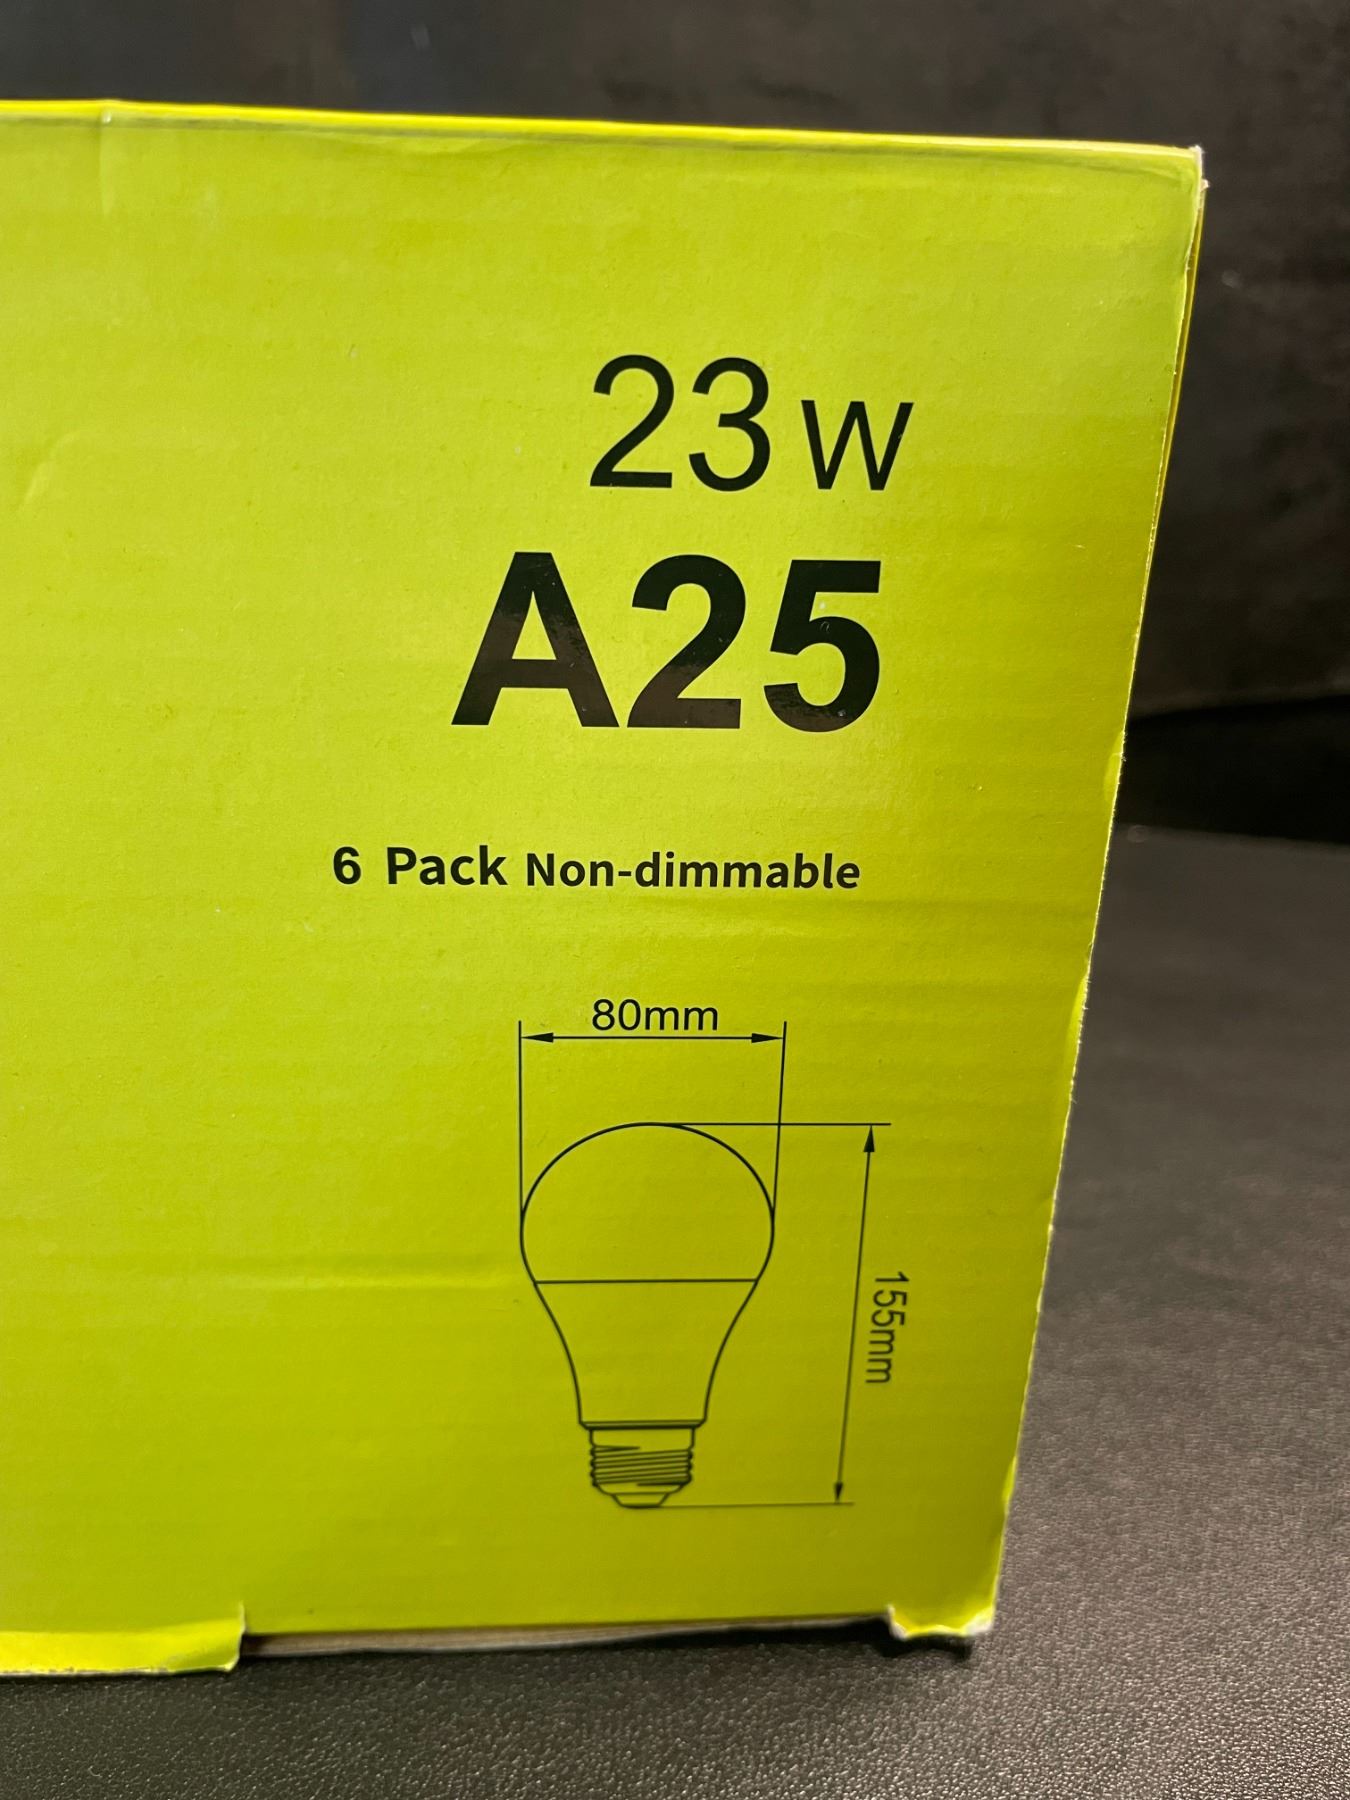 23w
A25
6 Pack Non-dimmable
80mm
155mm